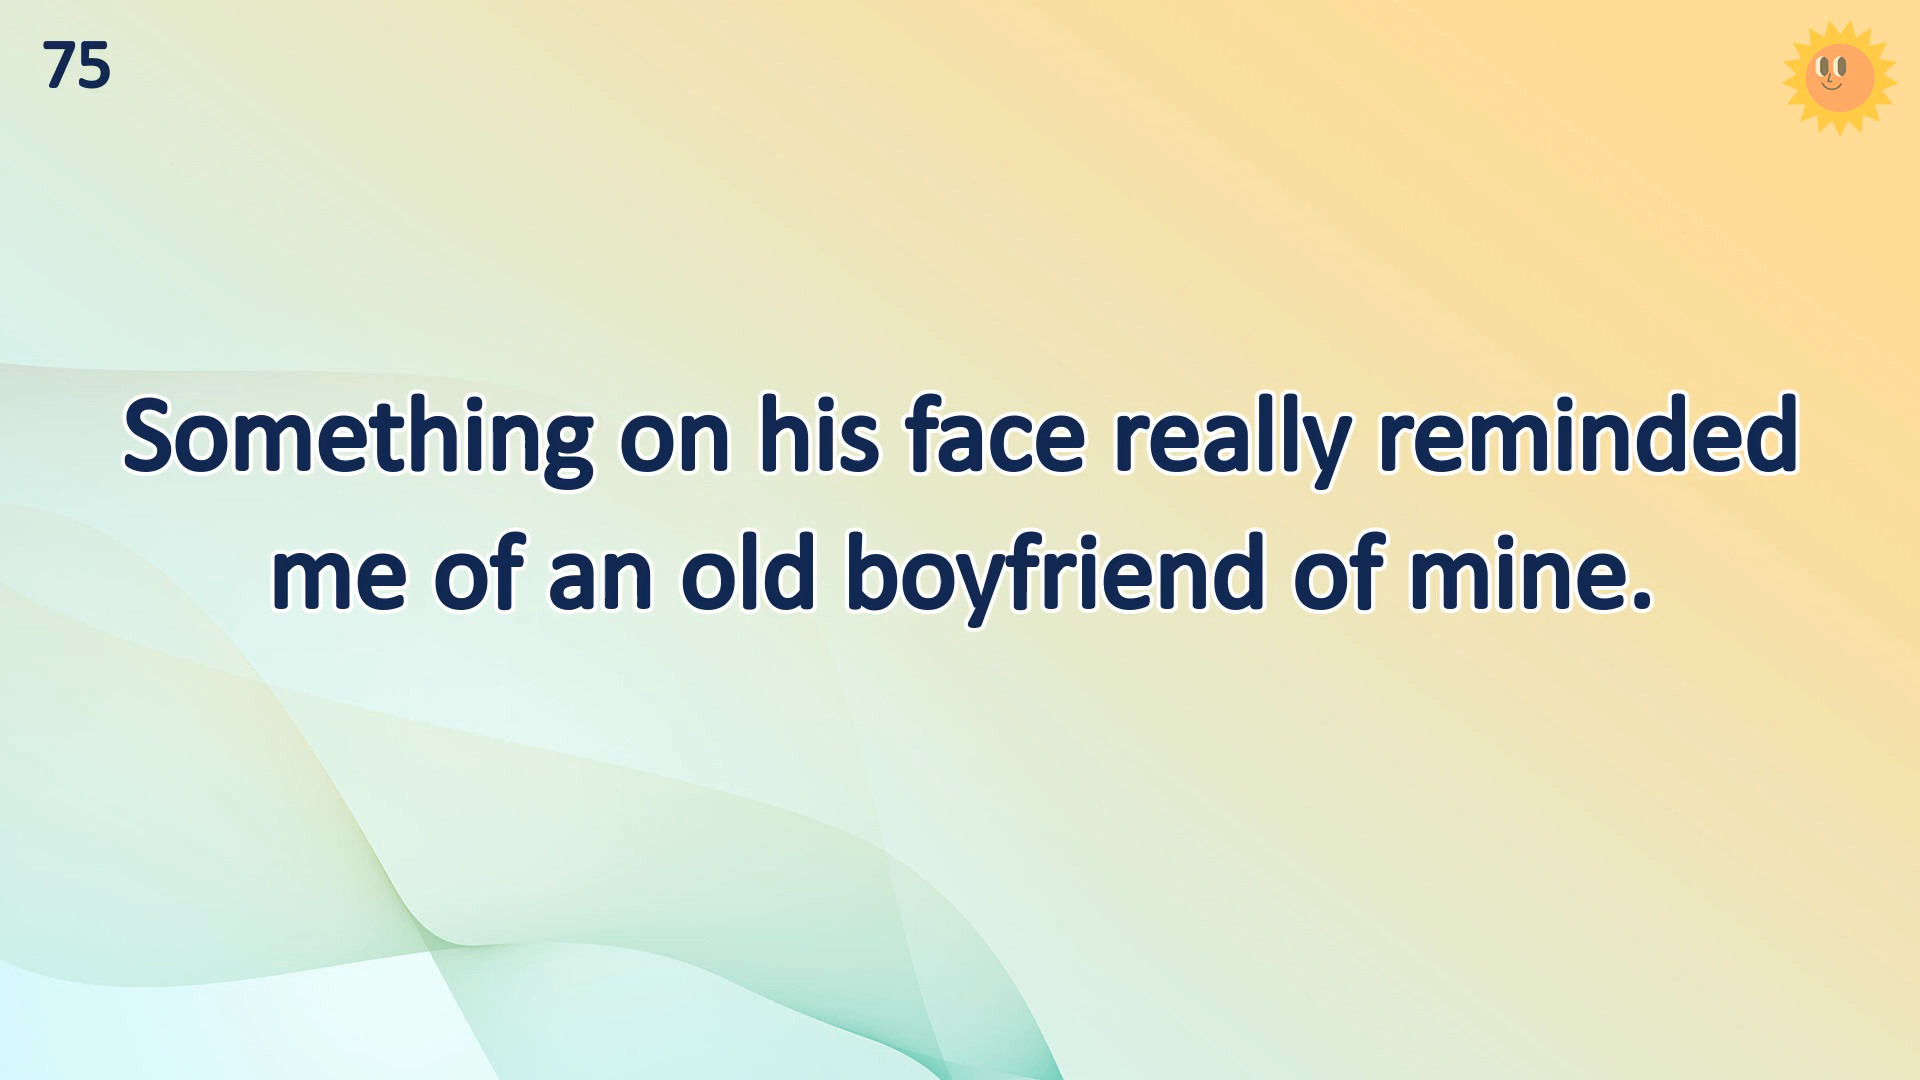 75
Something on his face really reminded
me of an old boyfriend of mine.